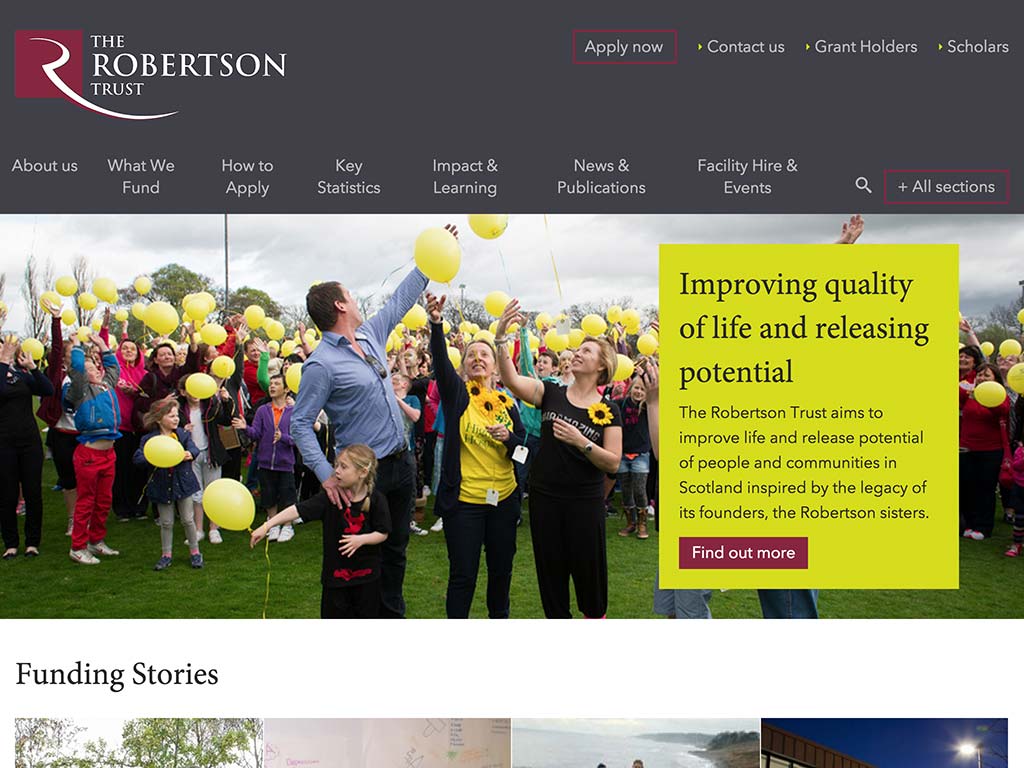 THE
ROBERTSON
TRUST
Apply now
Contact us
Grant Holders
Scholars
About us
What We
Fund
How to
Apply
Key
Statistics
Impact &
Learning
News &
Publications
Facility Hire &
Events
+ All sections
Improving quality
of life and releasing
potential
The Robertson Trust aims to
improve life and release potential
of people and communities in
Scotland inspired by the legacy of
its founders, the Robertson sisters.
Find out more
Funding Stories